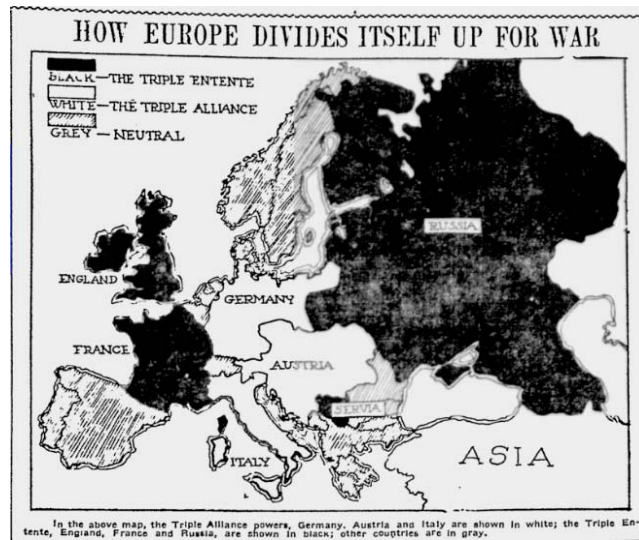 HOW EUROPE DIVIDES ITSELF UP FOR WAR
BLACK—THE TRIPLE ENTENTE
WHITE—THE TRIPLE ALLIANCE
GREY—NEUTRAL
RUSSIA
ENGLAND
GERMANY
FRANCE
AUSTRIA
SERVIA
ITALY
ASIA
In the above map, the Triple Alliance powers, Germany, Austria and Italy are shown in white; the Triple En-
tente, England, France and Russia, are shown in black; other countries are in gray.